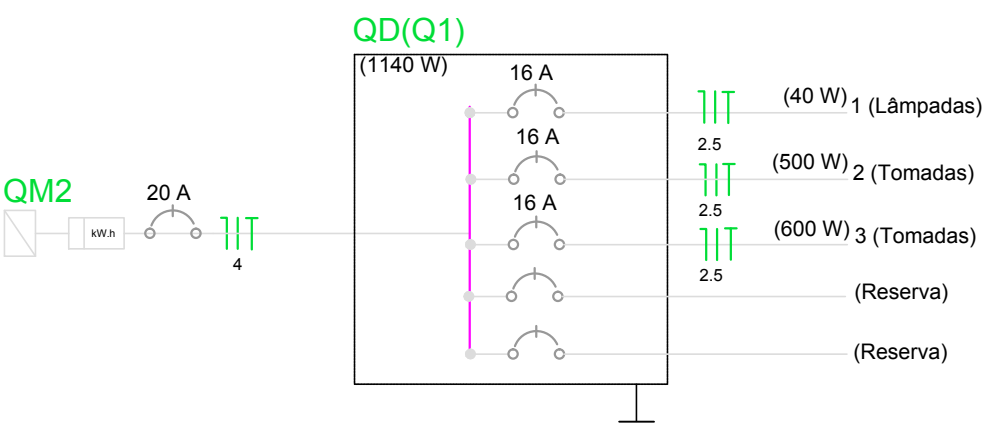 QD(Q1)
(1140 W)
16 A
(40 W) 1 (Lâmpadas)
2.5
16 A
(500 W) 2 (Tomadas)
2.5
QM2
20 A
kW.h
4
16 A
(600 W) 3 (Tomadas)
2.5
(Reserva)
(Reserva)